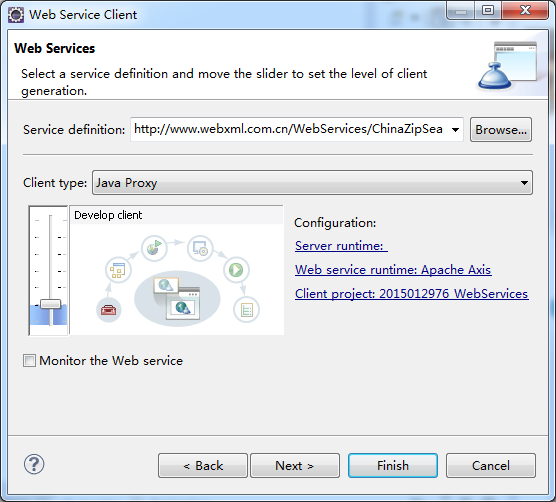 Web Service Client
Web Services
Select a service definition and move the slider to set the level of client
generation.
Service definition: http://www.webxml.com.cn/WebServices/ChinaZipSea Browse...
Client type: Java Proxy
Develop client
Configuration:
Server runtime:
Web service runtime: Apache Axis
Client project: 2015012976_WebServices
Monitor the Web service
? < Back Next > Finish Cancel